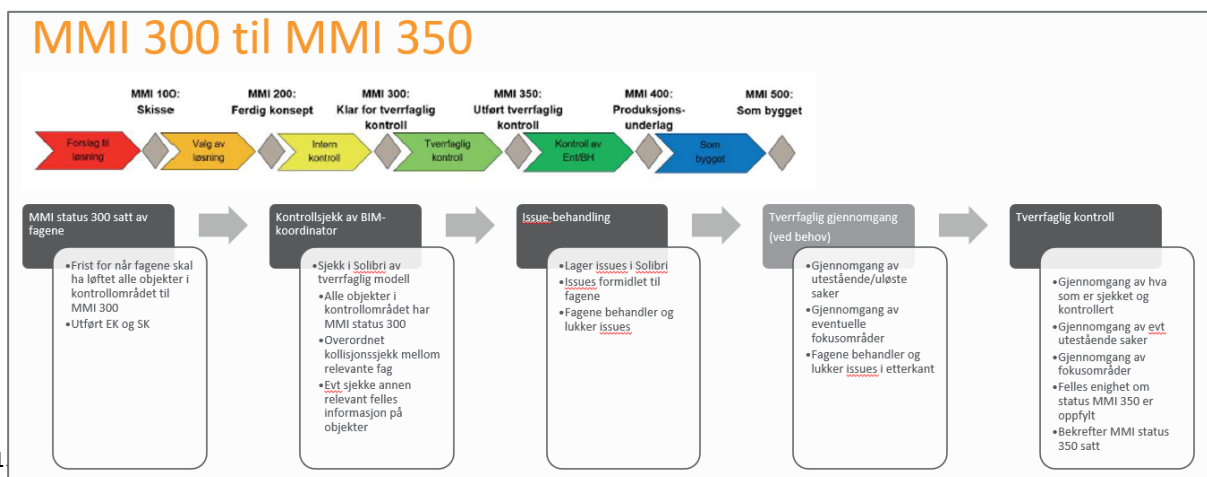 MMI 300 til MMI 350
MMI 100:
Skisse
MMI 200:
Ferdig konsept
MMI 300:
Klar for tverrfaglig
kontroll
MMI 350:
Utført tverrfaglig
kontroll
MMI 400:
Produksjons-
underlag
MMI 500:
Som bygget
Forslag til
løsning
Valg av
løsning
Intern
kontroll
Tverrfaglig
kontroll
Kontroll av
Ent/BH
Som
bygget
MMI status 300 satt av
fagene
•Frist for når fagene skal
ha løftet alle objekter i
kontrollområdet til
MMI 300
•Utført EK og SK
Kontrollsjekk av BIM-
koordinator
•Sjekk i Solibri av
tverrfaglig modell
•Alle objekter i
kontrollområdet har
MMI status 300
•Overordnet
kollisjonssjekk mellom
relevante fag
•Evt sjekke annen
relevant felles
informasjon på
objekter
Issue-behandling
•Lager issues i Solibri
•Issues formidlet til
fagene
•Fagene behandler og
lukker issues
Tverrfaglig gjennomgang
(ved behov)
•Gjennomgang av
utestående/uløste
saker
•Gjennomgang av
eventuelle
fokusområder
•Fagene behandler og
lukker issues i etterkant
Tverrfaglig kontroll
•Gjennomgang av hva
som er sjekket og
kontrollert
•Gjennomgang av evt
utestående saker
•Gjennomgang av
fokusområder
•Felles enighet om
status MMI 350 er
oppfylt
•Bekrefter MMI status
350 satt